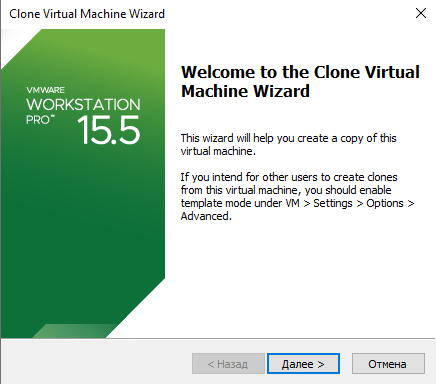 Clone Virtual Machine Wizard
VMWARE
WORKSTATION
PRO™ 15.5
Welcome to the Clone Virtual
Machine Wizard
This wizard will help you create a copy of this
virtual machine.
If you intend for other users to create clones
from this virtual machine, you should enable
template mode under VM > Settings > Options >
Advanced.
< Назад
Далее >
Отмена